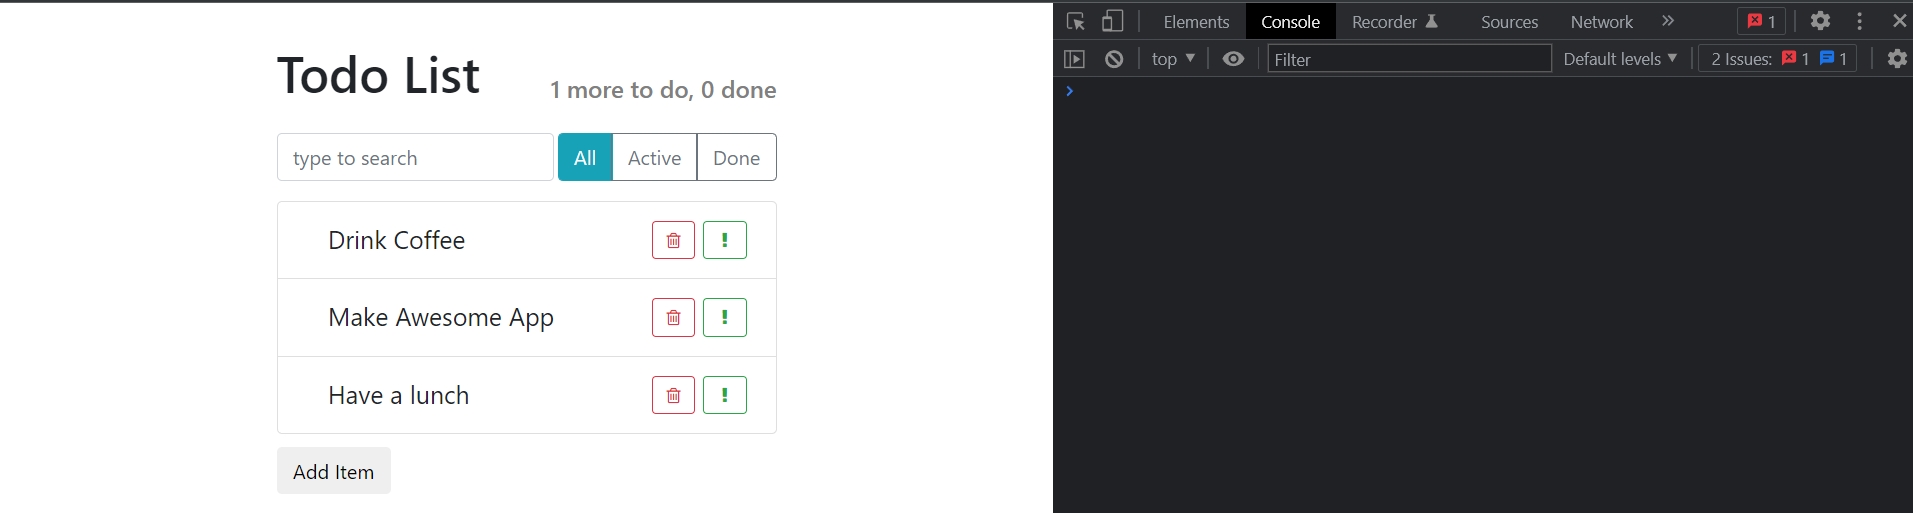 Todo List
1 more to do, 0 done
type to search
All
Active
Done
Drink Coffee
!
Make Awesome App
!
Have a lunch
!
Add Item
Elements
Console
Recorder
Sources
Network
1
top
Filter
Default levels
2 Issues: 1 1